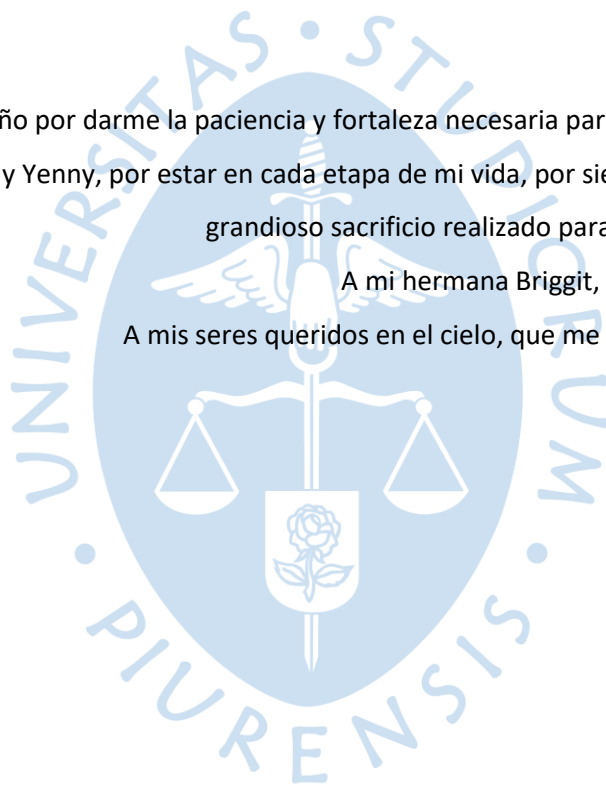 ño por darme la paciencia y fortaleza necesaria par
y Yenny, por estar en cada etapa de mi vida, por sie
grandioso sacrificio realizado para
A mi hermana Briggit,
A mis seres queridos en el cielo, que me
UNIVERSITAS • STUDIORUM • PIURENSIS •